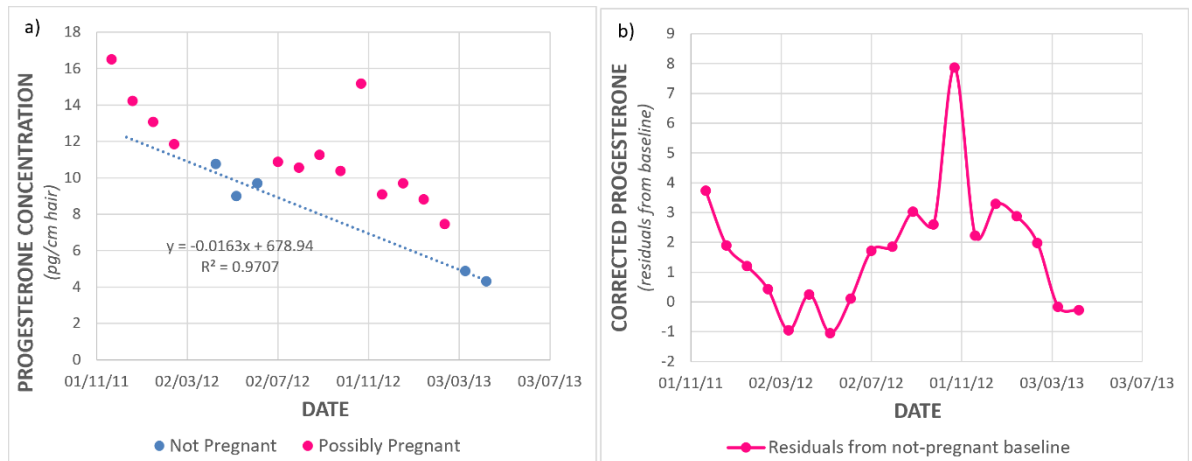 a)
PROGESTERONE CONCENTRATION
(pg/cm hair)
18
16
14
12
10
8
6
4
2
0
y = -0.0163x + 678.94
R² = 0.9707
01/11/11 02/03/12 02/07/12 01/11/12 03/03/13 03/07/13
DATE
Not Pregnant Possibly Pregnant
b)
CORRECTED PROGESTERONE
(residuals from baseline)
9
8
7
6
5
4
3
2
1
0
-1
-2
01/11/11 02/03/12 02/07/12 01/11/12 03/03/13 03/07/13
DATE
Residuals from not-pregnant baseline